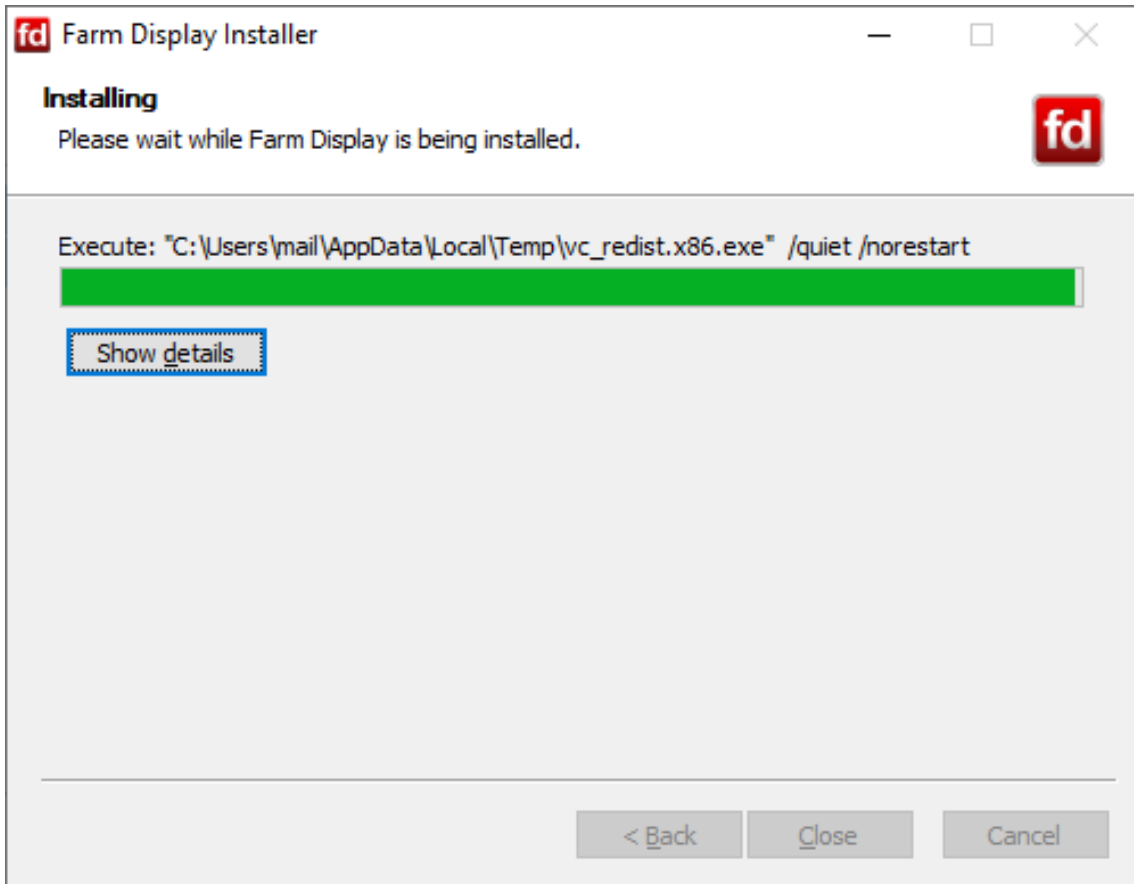 fd Farm Display Installer
Installing
Please wait while Farm Display is being installed.
fd
Execute: "C:\Users\mail\AppData\Local\Temp\vc_redist.x86.exe"  /quiet /norestart
Show details
< Back
Close
Cancel